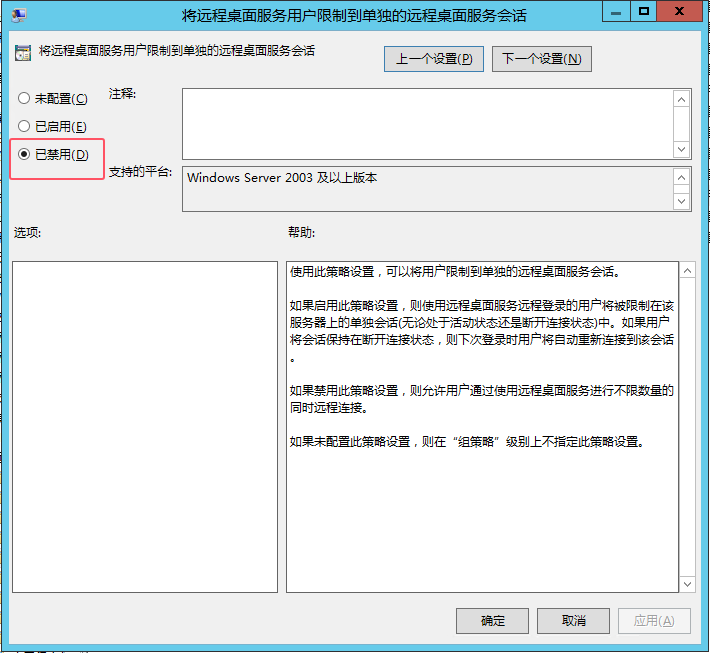 将远程桌面服务用户限制到单独的远程桌面服务会话
将远程桌面服务用户限制到单独的远程桌面服务会话
上一个设置(P)
下一个设置(N)
未配置(C)
注释:
已启用(E)
已禁用(D)
支持的平台:
Windows Server 2003 及以上版本
选项:
帮助:
使用此策略设置，可以将用户限制到单独的远程桌面服务会话。
如果启用此策略设置，则使用远程桌面服务远程登录的用户将被限制在该
服务器上的单独会话(无论处于活动状态还是断开连接状态)中。如果用户
将会话保持在断开连接状态，则下次登录时用户将自动重新连接到该会话
。
如果禁用此策略设置，则允许用户通过使用远程桌面服务进行不限数量的
同时远程连接。
如果未配置此策略设置，则在“组策略”级别上不指定此策略设置。
确定
取消
应用(A)